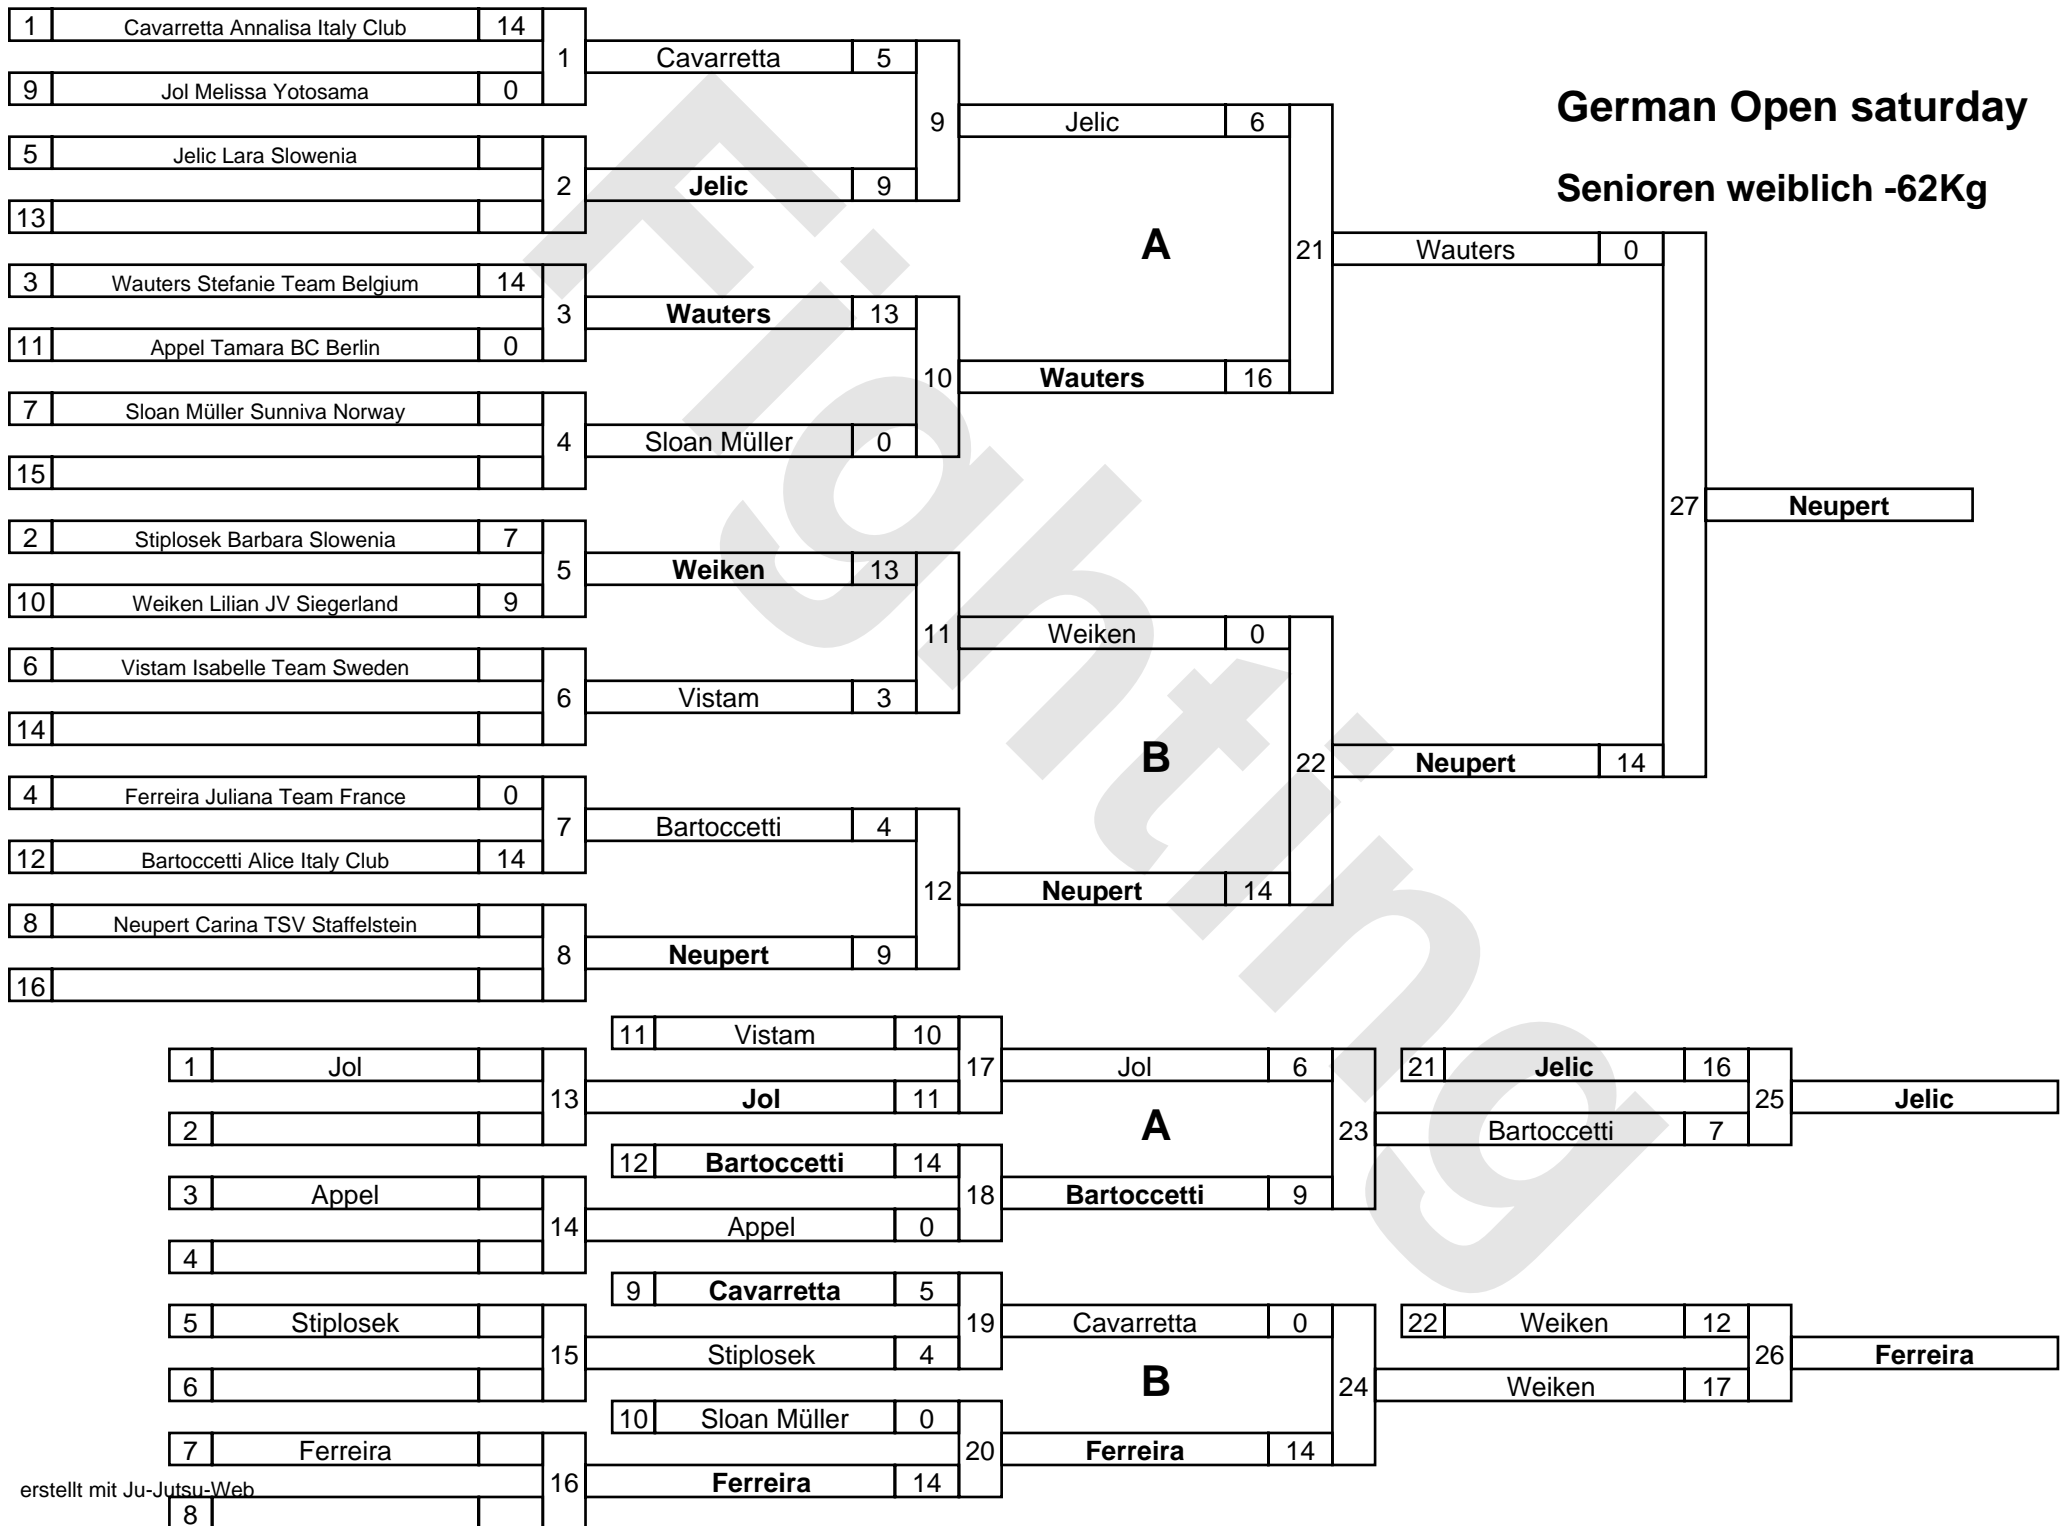 German Open saturday
Senioren weiblich -62Kg
1 Cavarretta Annalisa Italy Club 14
9 Jol Melissa Yotosama 0
1
5 Jelic Lara Slowenia
13
2
3 Wauters Stefanie Team Belgium 14
11 Appel Tamara BC Berlin 0
3
7 Sloan Müller Sunniva Norway
15
4
2 Stiplosek Barbara Slowenia 7
10 Weiken Lilian JV Siegerland 9
5
6 Vistam Isabelle Team Sweden
14
6
4 Ferreira Juliana Team France 0
12 Bartoccetti Alice Italy Club 14
7
8 Neupert Carina TSV Staffelstein
16
8
Cavarretta 5
Jelic 9
9
Wauters 13
Sloan Müller 0
10
Weiken 13
Vistam 3
11
Bartoccetti 4
Neupert 9
12
Jelic 6
A
Wauters 16
21
Weiken 0
B
Neupert 14
22
Wauters 0
Neupert 14
27
Neupert
1 Jol
2
13
3 Appel
4
14
5 Stiplosek
6
15
7 Ferreira
8
16
11 Vistam 10
Jol 11
17
12 Bartoccetti 14
Appel 0
18
9 Cavarretta 5
Stiplosek 4
19
10 Sloan Müller 0
Ferreira 14
20
Jol 6
A
Bartoccetti 9
23
Cavarretta 0
B
Ferreira 14
24
21 Jelic 16
Bartoccetti 7
25
Jelic
22 Weiken 12
Weiken 17
26
Ferreira
erstellt mit Ju-Jutsu-Web
Fighting